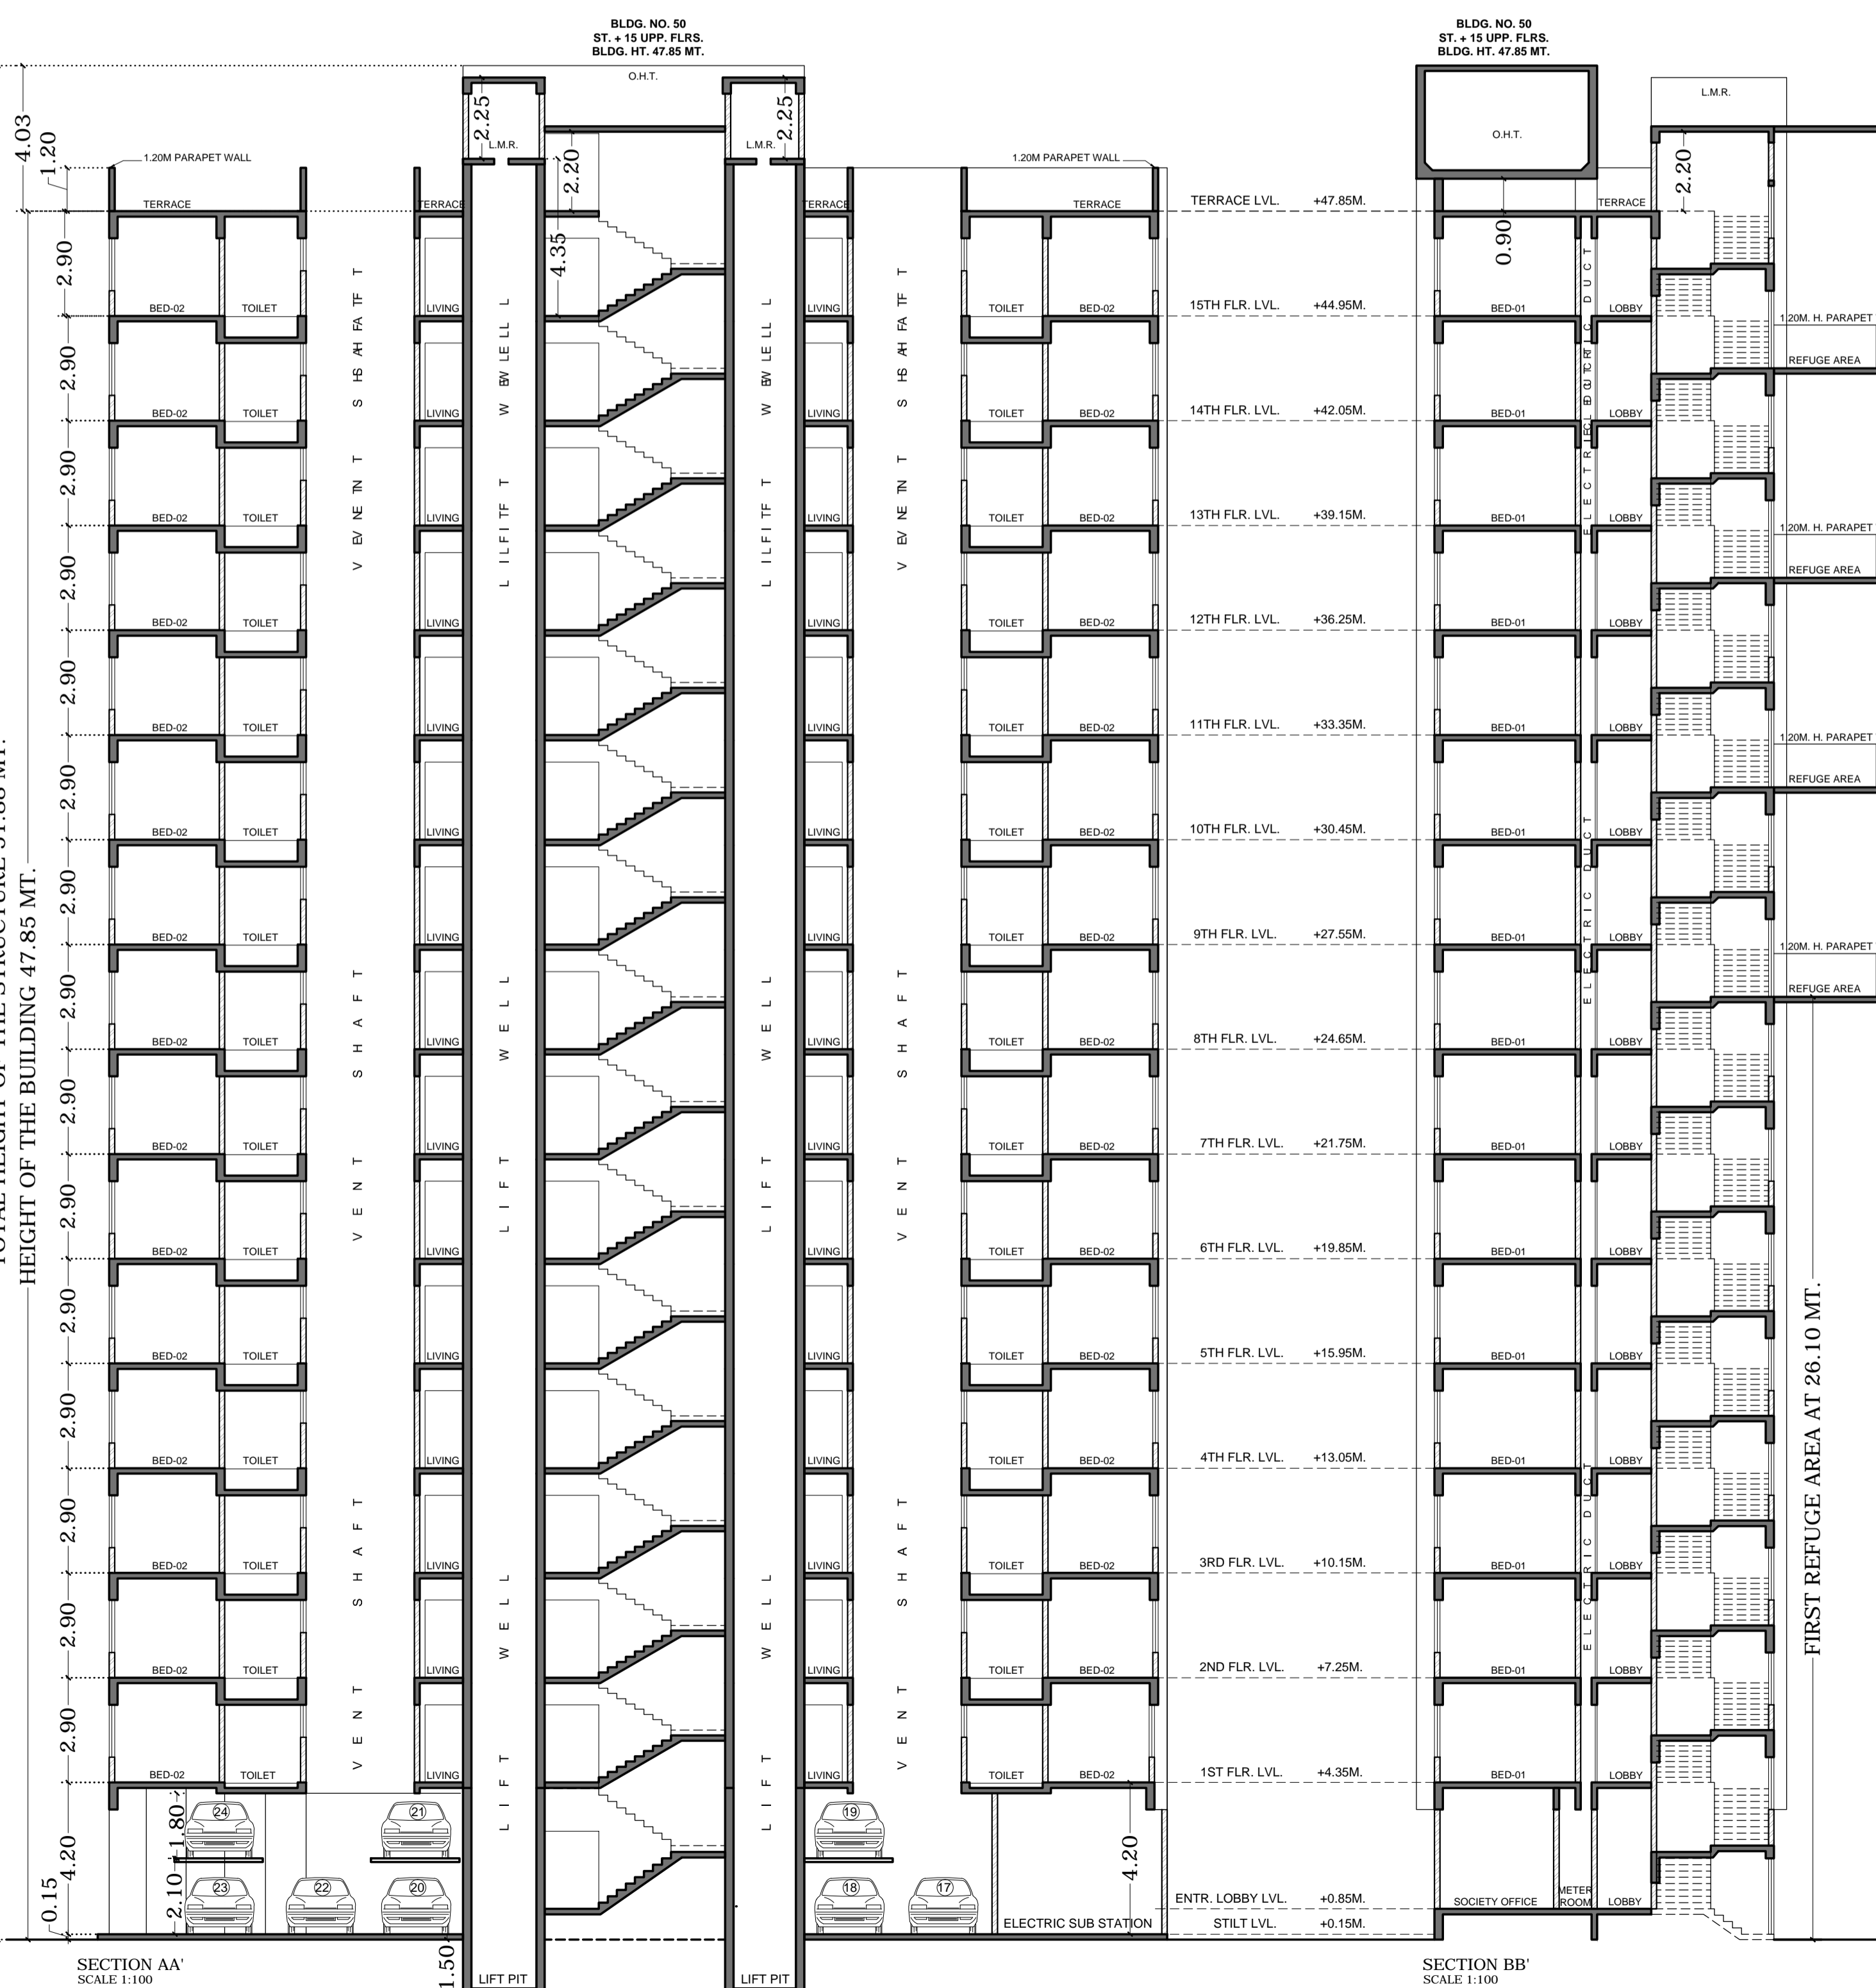 BLDG. NO. 50
ST. + 15 UPP. FLRS.
BLDG. HT. 47.85 MT.
BLDG. NO. 50
ST. + 15 UPP. FLRS.
BLDG. HT. 47.85 MT.
O.H.T.
L.M.R.
4.03
1.20
2.25
2.25
L.M.R.
L.M.R.
O.H.T.
1.20M PARAPET WALL
1.20M PARAPET WALL
2.20
2.20
TERRACE
TERRACE
TERRACE
TERRACE
TERRACE LVL. +47.85M.
TERRACE
2.90
4.35
0.90
BED-02 TOILET LIVING LIVING TOILET BED-02 15TH FLR. LVL. +44.95M. BED-01 LOBBY
1.20M. H. PARAPET
2.90
REFUGE AREA
BED-02 TOILET LIVING LIVING TOILET BED-02 14TH FLR. LVL. +42.05M. BED-01 LOBBY
2.90
BED-02 TOILET LIVING LIVING TOILET BED-02 13TH FLR. LVL. +39.15M. BED-01 LOBBY
1.20M. H. PARAPET
2.90
REFUGE AREA
BED-02 TOILET LIVING LIVING TOILET BED-02 12TH FLR. LVL. +36.25M. BED-01 LOBBY
2.90
BED-02 TOILET LIVING LIVING TOILET BED-02 11TH FLR. LVL. +33.35M. BED-01 LOBBY
1.20M. H. PARAPET
2.90
REFUGE AREA
BED-02 TOILET LIVING LIVING TOILET BED-02 10TH FLR. LVL. +30.45M. BED-01 LOBBY
2.90
BED-02 TOILET LIVING LIVING TOILET BED-02 9TH FLR. LVL. +27.55M. BED-01 LOBBY
1.20M. H. PARAPET
2.90
REFUGE AREA
BED-02 TOILET LIVING LIVING TOILET BED-02 8TH FLR. LVL. +24.65M. BED-01 LOBBY
2.90
BED-02 TOILET LIVING LIVING TOILET BED-02 7TH FLR. LVL. +21.75M. BED-01 LOBBY
2.90
BED-02 TOILET LIVING LIVING TOILET BED-02 6TH FLR. LVL. +19.85M. BED-01 LOBBY
2.90
BED-02 TOILET LIVING LIVING TOILET BED-02 5TH FLR. LVL. +15.95M. BED-01 LOBBY
2.90
BED-02 TOILET LIVING LIVING TOILET BED-02 4TH FLR. LVL. +13.05M. BED-01 LOBBY
2.90
BED-02 TOILET LIVING LIVING TOILET BED-02 3RD FLR. LVL. +10.15M. BED-01 LOBBY
2.90
BED-02 TOILET LIVING LIVING TOILET BED-02 2ND FLR. LVL. +7.25M. BED-01 LOBBY
2.90
BED-02 TOILET LIVING LIVING TOILET BED-02 1ST FLR. LVL. +4.35M. BED-01 LOBBY
HEIGHT OF THE BUILDING 47.85 MT.
VENT SHAFT
VENT SHAFT
LIFT WELL
LIFT WELL
LIFT WELL
LIFT WELL
VENT SHAFT
VENT SHAFT
ELECTRIC DUCT
ELECTRIC DUCT
FIRST REFUGE AREA AT 26.10 MT.
24
21
19
1.80
4.20
4.20
2.10
0.15
23
22
20
18
17
ENTR. LOBBY LVL. +0.85M.
SOCIETY OFFICE
METER
ROOM
LOBBY
ELECTRIC SUB STATION
STILT LVL. +0.15M.
1.50
LIFT PIT
LIFT PIT
SECTION AA'
SCALE 1:100
SECTION BB'
SCALE 1:100